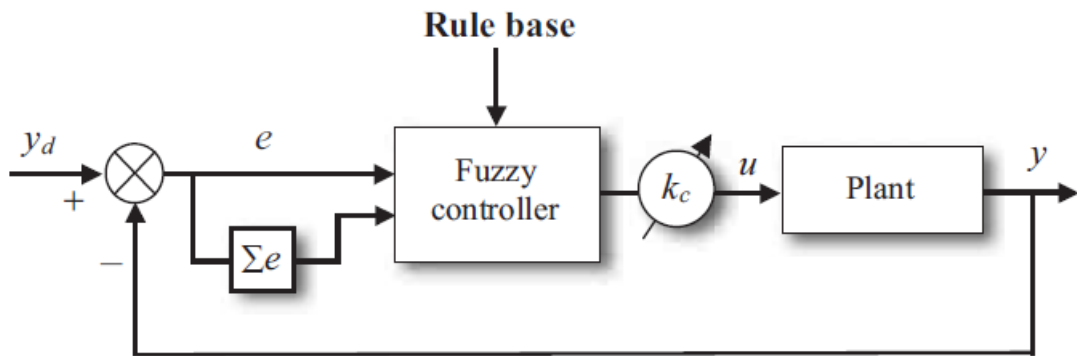 Rule base
y_d
+
−
e
Σe
Fuzzy
controller
k_c
u
Plant
y